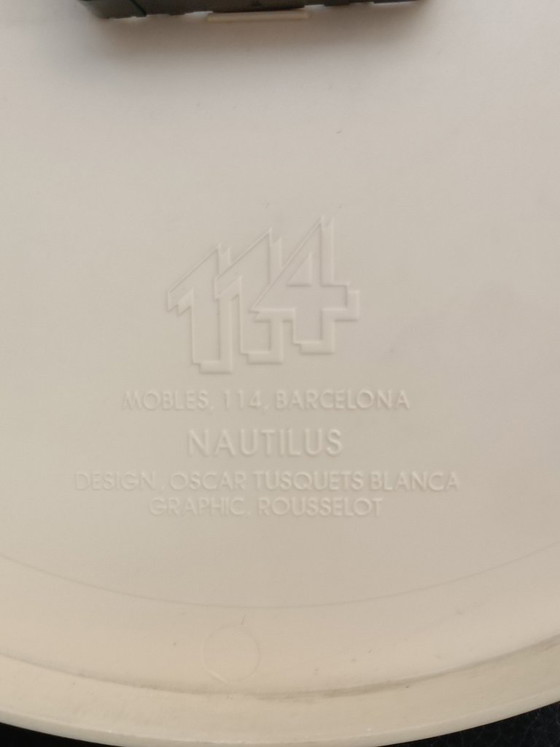 114
MOBLES, 114, BARCELONA
NAUTILUS
DESIGN, OSCAR TUSQUETS BLANCA
GRAPHIC, ROUSSELOT